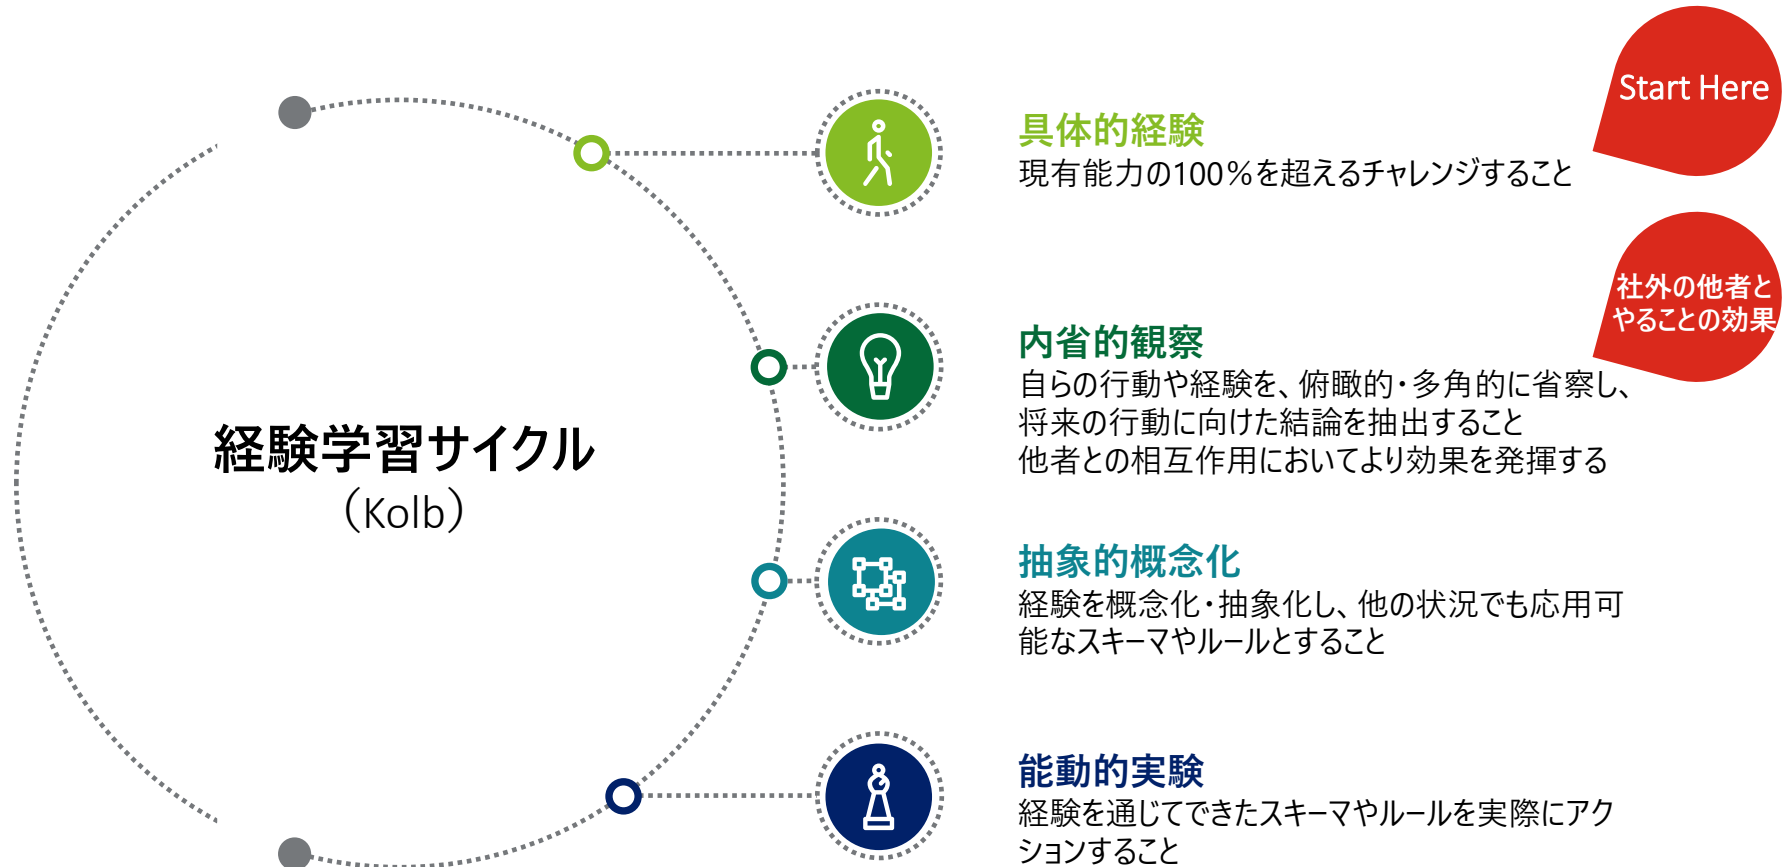 Start Here
具体的経験
現有能力の100%を超えるチャレンジすること
社外の他者と
やることの効果
内省的観察
自らの行動や経験を、俯瞰的・多角的に省察し、
将来の行動に向けた結論を抽出すること
他者との相互作用においてより効果を発揮する
経験学習サイクル
（Kolb）
抽象的概念化
経験を概念化・抽象化し、他の状況でも応用可
能なスキーマやルールとすること
能動的実験
経験を通じてできたスキーマやルールを実際にアク
ションすること